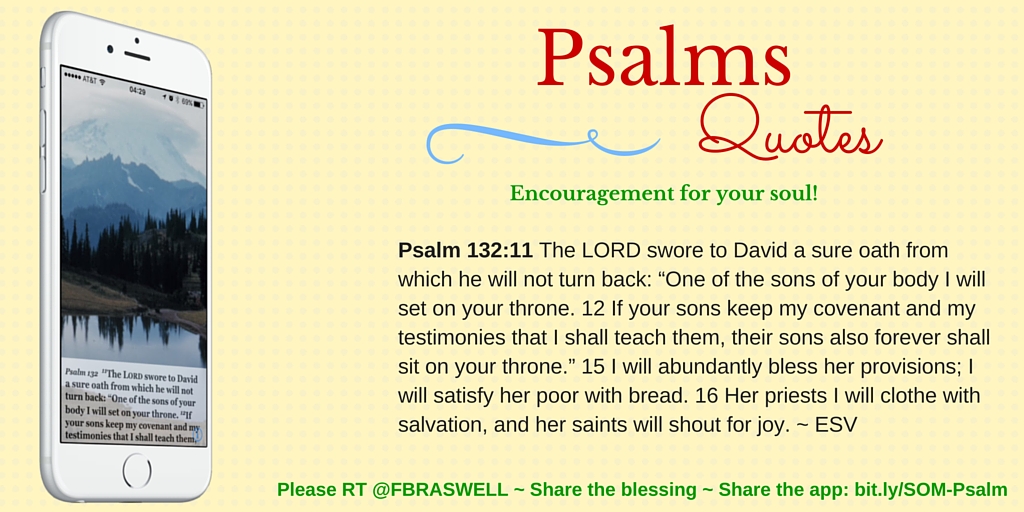 AT&T
04:29
69%
Psalms
Quotes
Encouragement for your soul!
Psalm 132:11 The LORD swore to David a sure oath from
which he will not turn back: “One of the sons of your body I will
set on your throne. 12 If your sons keep my covenant and my
testimonies that I shall teach them, their sons also forever shall
sit on your throne.” 15 I will abundantly bless her provisions; I
will satisfy her poor with bread. 16 Her priests I will clothe with
salvation, and her saints will shout for joy. ~ ESV
Psalm 132 ¹¹The LORD swore to David
a sure oath from which he will not
turn back: “One of the sons of your
body I will set on your throne. ¹²If
your sons keep my covenant and my
testimonies that I shall teach them,
Please RT @FBRASWELL ~ Share the blessing ~ Share the app: bit.ly/SOM-Psalm